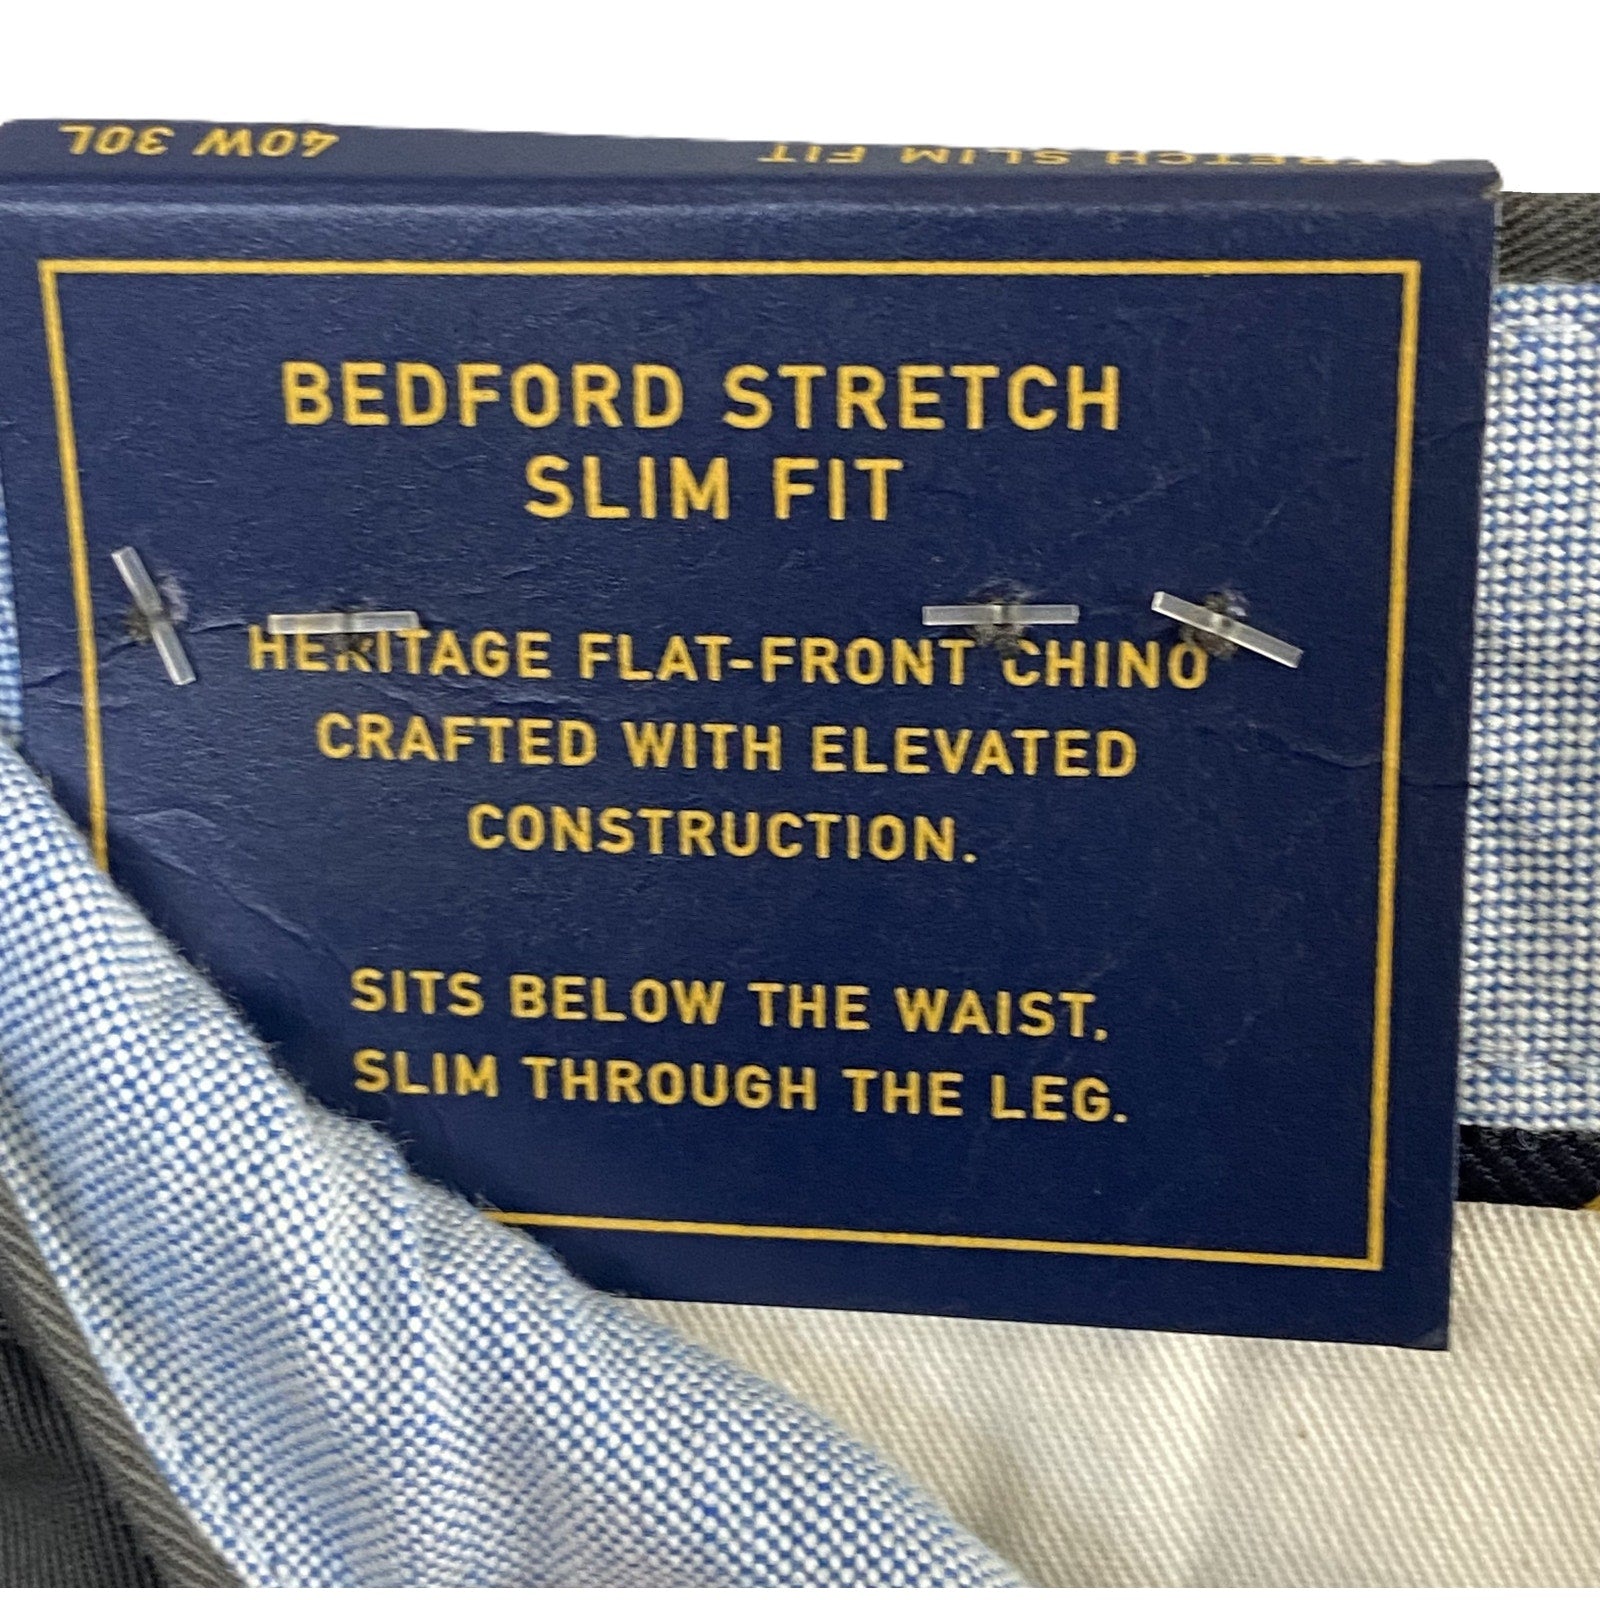 40W 30L
STRETCH SLIM FIT
BEDFORD STRETCH
SLIM FIT
HERITAGE FLAT-FRONT CHINO
CRAFTED WITH ELEVATED
CONSTRUCTION.
SITS BELOW THE WAIST,
SLIM THROUGH THE LEG.